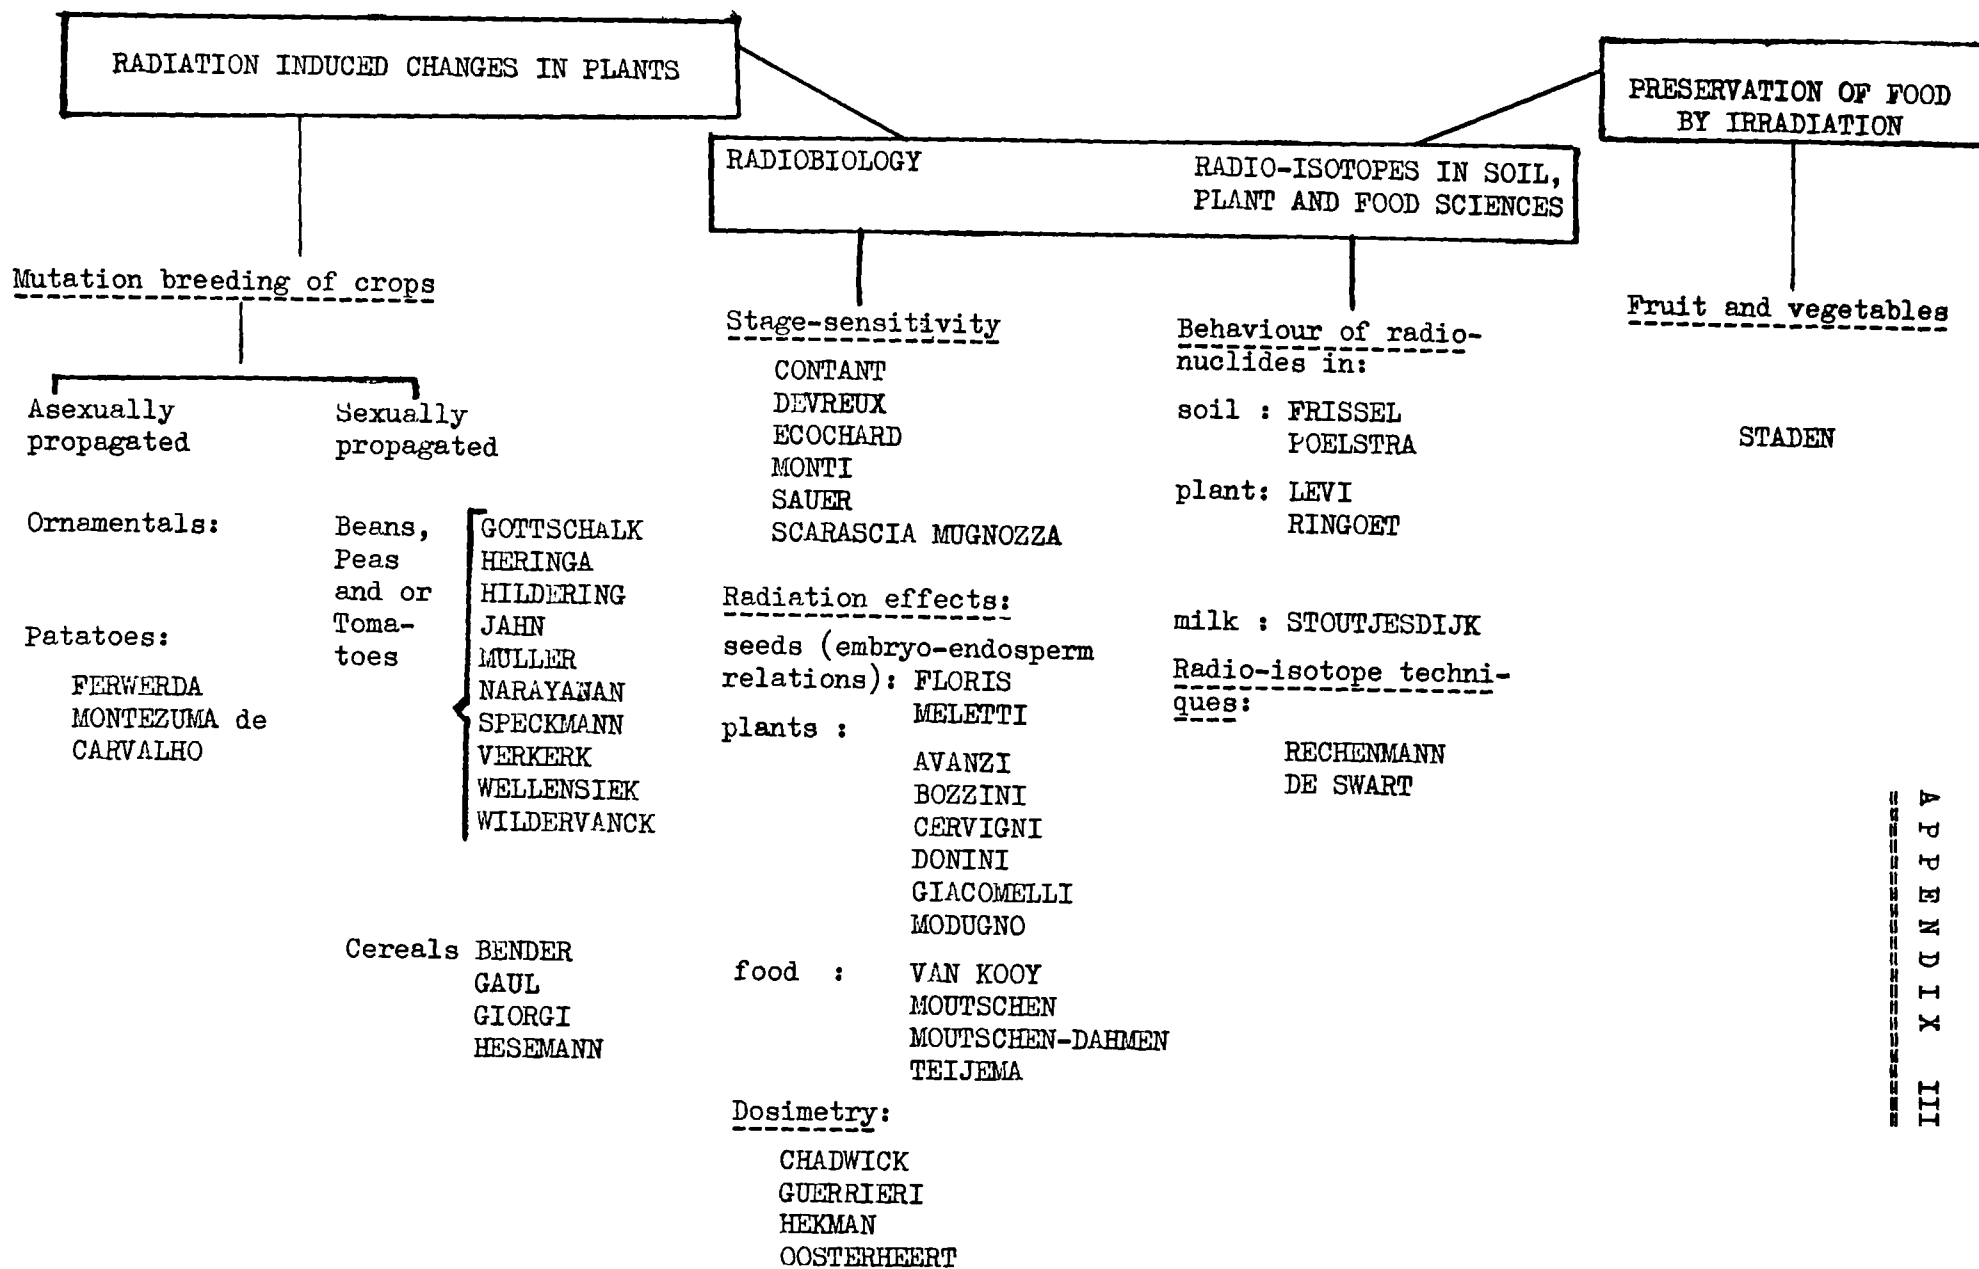 RADIATION INDUCED CHANGES IN PLANTS
PRESERVATION OF FOOD
BY IRRADIATION
RADIOBIOLOGY
RADIO-ISOTOPES IN SOIL,
PLANT AND FOOD SCIENCES
Mutation breeding of crops
Asexually
propagated
Ornamentals:
Patatoes:
FERWERDA
MONTEZUMA de
CARVALHO
Sexually
propagated
Beans,
Peas
and or
Toma-
toes
GOTTSCHALK
HERINGA
HILDERING
JAHN
MULLER
NARAYANAN
SPECKMANN
VERKERK
WELLENSIEK
WILDERVANCK
Cereals BENDER
GAUL
GIORGI
HESEMANN
Stage-sensitivity
CONTANT
DEVREUX
ECOCHARD
MONTI
SAUER
SCARASCIA MUGNOZZA
Radiation effects:
seeds (embryo-endosperm
relations): FLORIS
MELETTI
plants :
AVANZI
BOZZINI
CERVIGNI
DONINI
GIACOMELLI
MODUGNO
food : VAN KOOY
MOUTSCHEN
MOUTSCHEN-DAHMEN
TEIJEMA
Dosimetry:
CHADWICK
GUERRIERI
HEKMAN
OOSTERHEERT
Behaviour of radio-
nuclides in:
soil : FRISSEL
POELSTRA
plant: LEVI
RINGOET
milk : STOUTJESDIJK
Radio-isotope techni-
ques:
RECHENMANN
DE SWART
Fruit and vegetables
STADEN
APPENDIX III